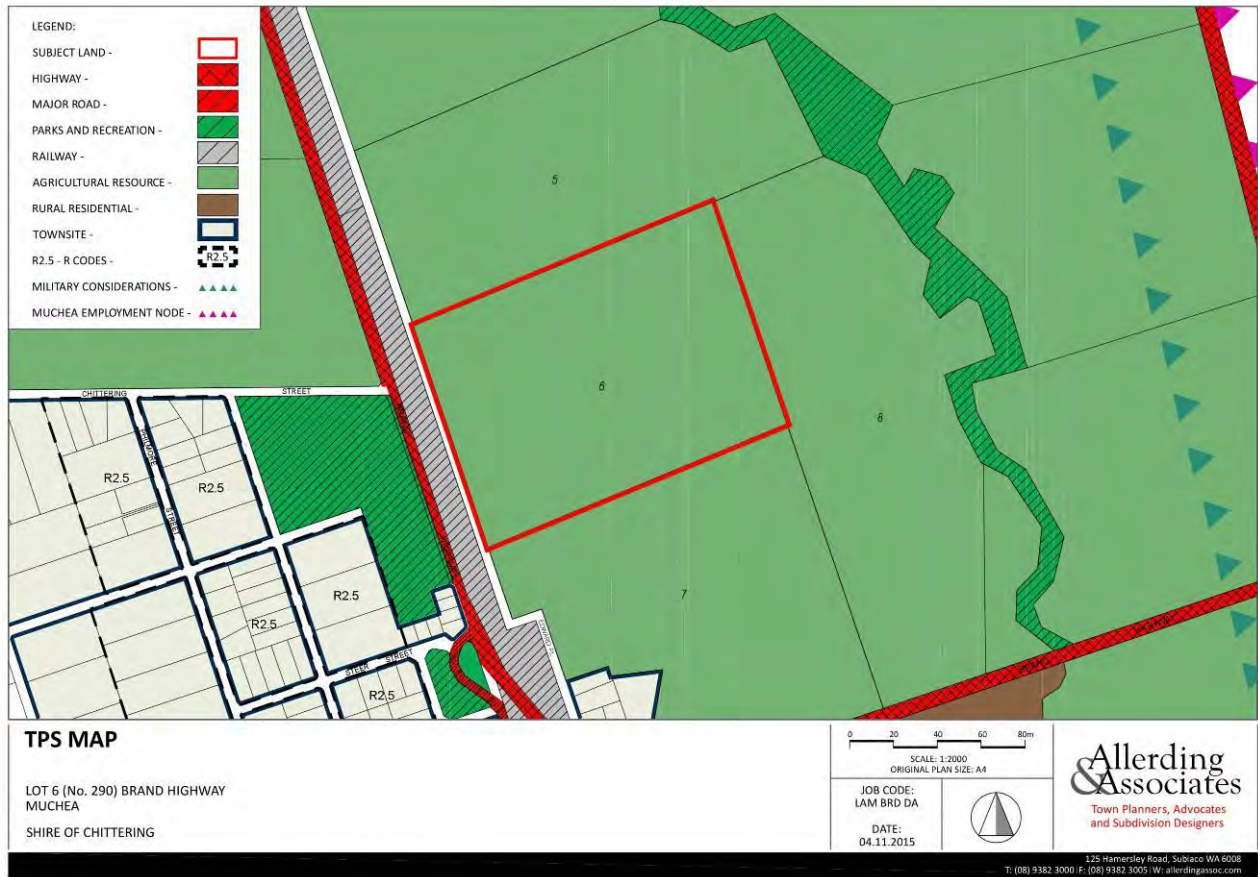 LEGEND:
SUBJECT LAND -
HIGHWAY -
MAJOR ROAD -
PARKS AND RECREATION -
RAILWAY -
AGRICULTURAL RESOURCE -
RURAL RESIDENTIAL -
TOWNSITE -
R2.5 - R CODES - R2.5
MILITARY CONSIDERATIONS -
MUCHEA EMPLOYMENT NODE -
5
6
8
7
CHITTERING STREET
PHILMORE STREET
R2.5
R2.5
R2.5
R2.5
STEER STREET
R2.5
TPS MAP
LOT 6 (No. 290) BRAND HIGHWAY
MUCHEA
SHIRE OF CHITTERING
0 20 40 60 80m
SCALE: 1:2000
ORIGINAL PLAN SIZE: A4
JOB CODE:
LAM BRD DA
DATE:
04.11.2015
Allerding
& Associates
Town Planners, Advocates
and Subdivision Designers
125 Hamersley Road, Subiaco WA 6008
T: (08) 9382 3000 | F: (08) 9382 3005 | W: allerdingassoc.com